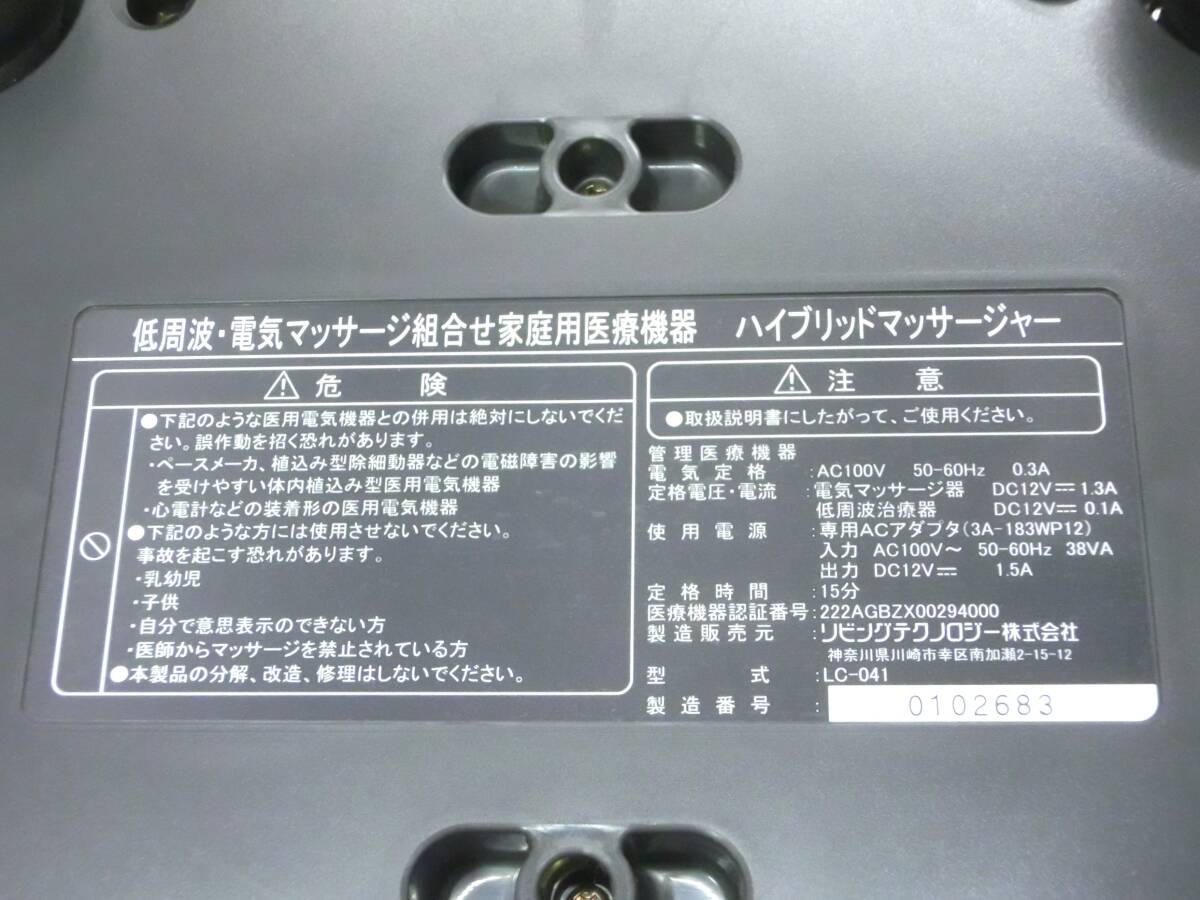 低周波・電気マッサージ組合せ家庭用医療機器　ハイブリッドマッサージャー
⚠ 危　険
●下記のような医用電気機器との併用は絶対にしないでくだ
さい。誤作動を招く恐れがあります。
・ペースメーカ、植込み型除細動器などの電磁障害の影響
を受けやすい体内植込み型医用電気機器
・心電計などの装着形の医用電気機器
●下記のような方には使用させないでください。
事故を起こす恐れがあります。
・乳幼児
・子供
・自分で意思表示のできない方
・医師からマッサージを禁止されている方
●本製品の分解、改造、修理はしないでください。
⚠ 注　意
●取扱説明書にしたがって、ご使用ください。
管理医療機器
電気定格：AC100V　50-60Hz　0.3A
定格電圧・電流：電気マッサージ器　DC12V⎓1.3A
低周波治療器　DC12V⎓0.1A
使用電源：専用ACアダプタ(3A-183WP12)
入力　AC100V～　50-60Hz　38VA
出力　DC12V⎓　1.5A
定格時間：15分
医療機器認証番号：222AGBZX00294000
製造販売元：リビングテクノロジー株式会社
神奈川県川崎市幸区南加瀬2-15-12
型式：LC-041
製造番号：0102683